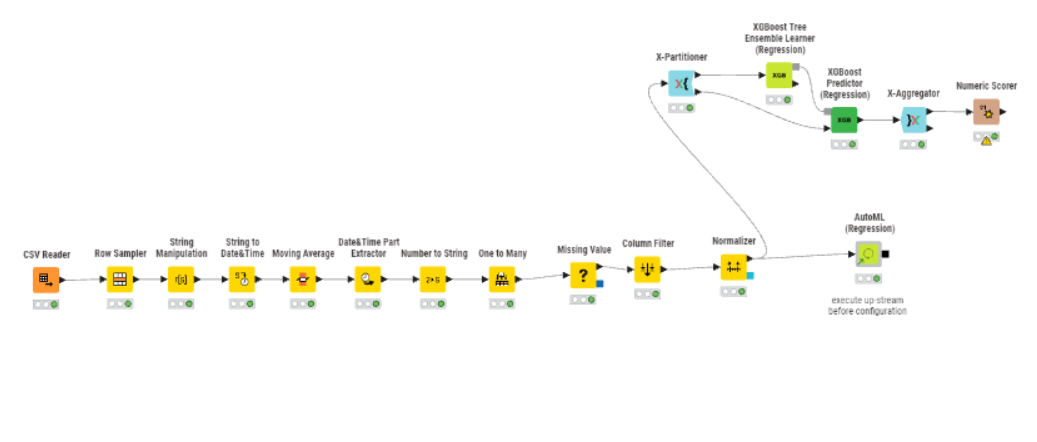 XGBoost Tree
Ensemble Learner
(Regression)
X-Partitioner
XGBoost
Predictor
(Regression)
X-Aggregator
Numeric Scorer
X{
XGB
XGB
}X
AutoML
(Regression)
CSV Reader
Row Sampler
String
Manipulation
String to
Date&Time
Moving Average
Date&Time Part
Extractor
Number to String
One to Many
Missing Value
Column Filter
Normalizer
?
2>S
execute up-stream
before configuration